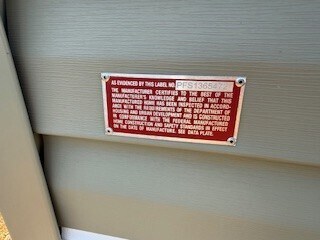 AS EVIDENCED BY THIS LABEL NO. PFS1365472
THE MANUFACTURER CERTIFIES TO THE BEST OF THE
MANUFACTURER'S KNOWLEDGE AND BELIEF THAT THIS
MANUFACTURED HOME HAS BEEN INSPECTED IN ACCORD-
ANCE WITH THE REQUIREMENTS OF THE DEPARTMENT OF
HOUSING AND URBAN DEVELOPMENT AND IS CONSTRUCTED
IN CONFORMANCE WITH THE FEDERAL MANUFACTURED
HOME CONSTRUCTION AND SAFETY STANDARDS IN EFFECT
ON THE DATE OF MANUFACTURE. SEE DATA PLATE.